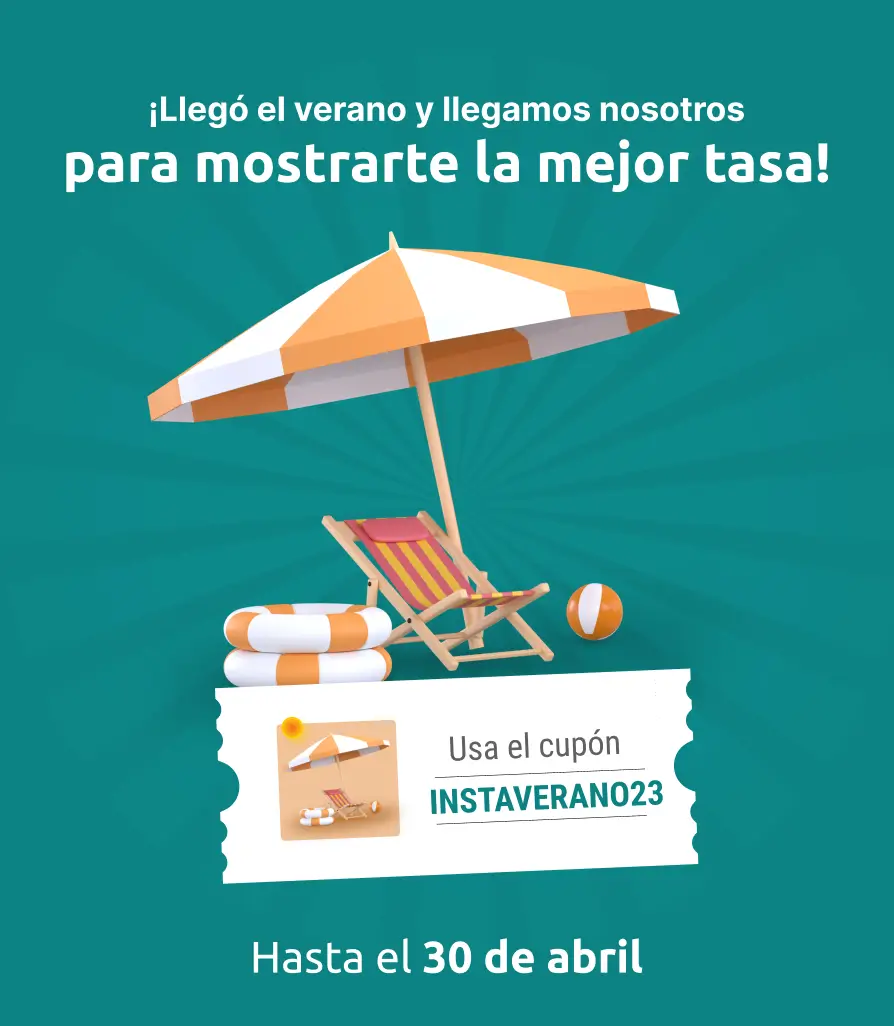 ¡Llegó el verano y llegamos nosotros
para mostrarte la mejor tasa!
Usa el cupón
INSTAVERANO23
Hasta el 30 de abril